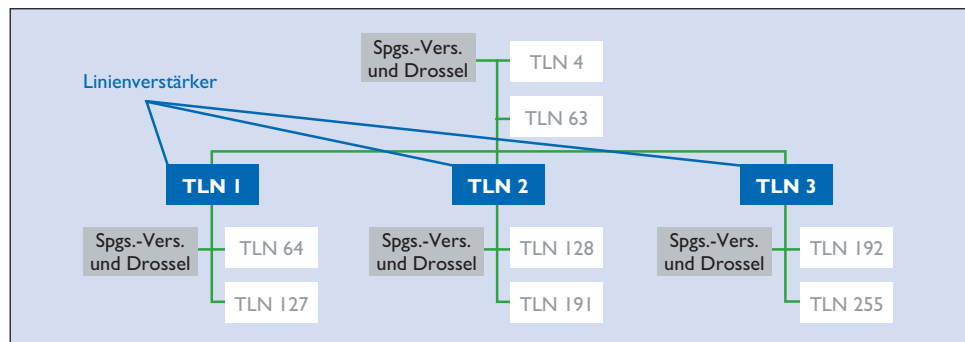 Spgs.-Vers.
und Drossel
TLN 4
Linienverstärker
TLN 63
TLN 1
TLN 2
TLN 3
Spgs.-Vers.
und Drossel
TLN 64
Spgs.-Vers.
und Drossel
TLN 128
Spgs.-Vers.
und Drossel
TLN 192
TLN 127
TLN 191
TLN 255